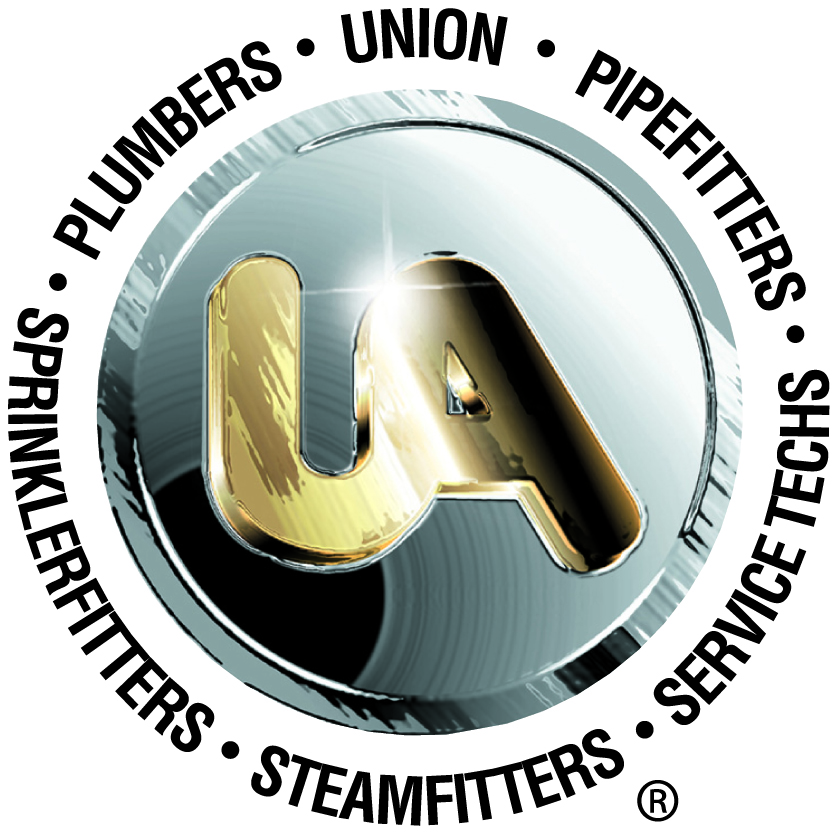 UNION • PIPEFITTERS • SERVICE TECHS • STEAMFITTERS • SPRINKLERFITTERS • PLUMBERS •
UA
®